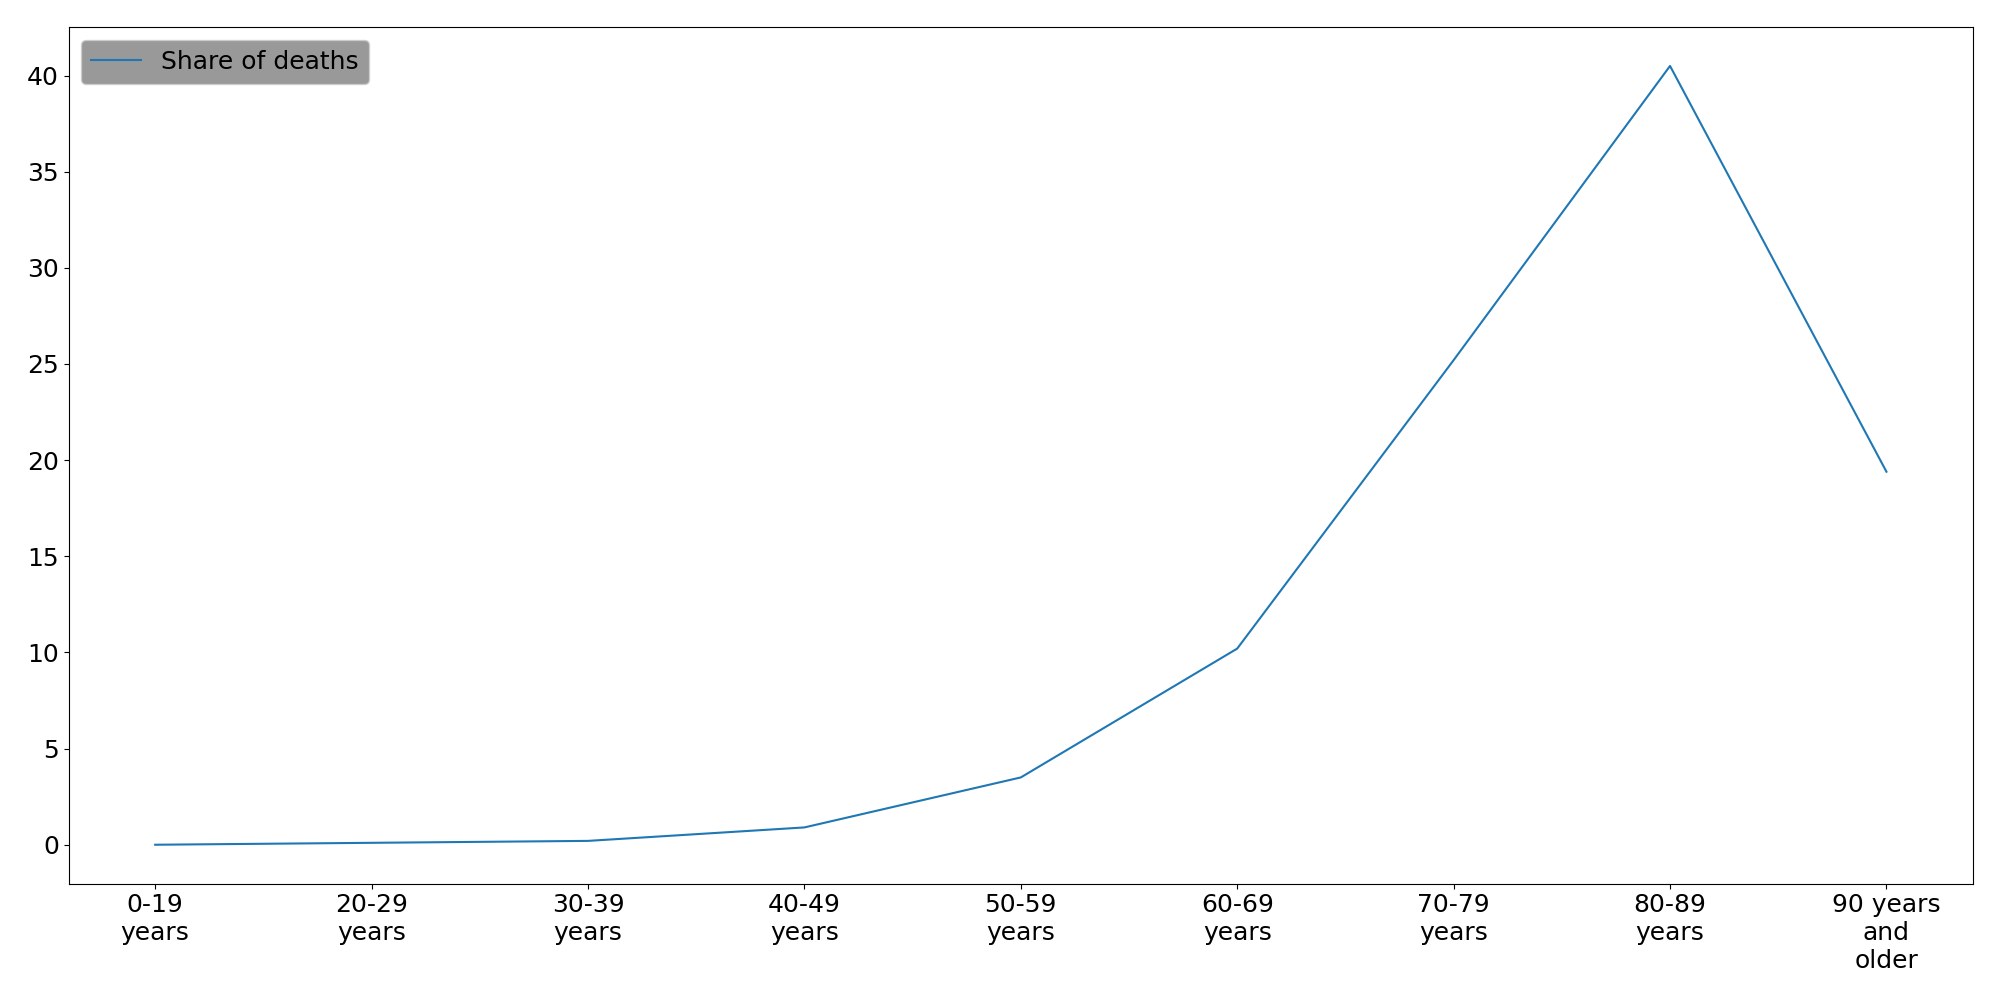 Share of deaths
40
35
30
25
20
15
10
5
0
0-19
years
20-29
years
30-39
years
40-49
years
50-59
years
60-69
years
70-79
years
80-89
years
90 years
and
older